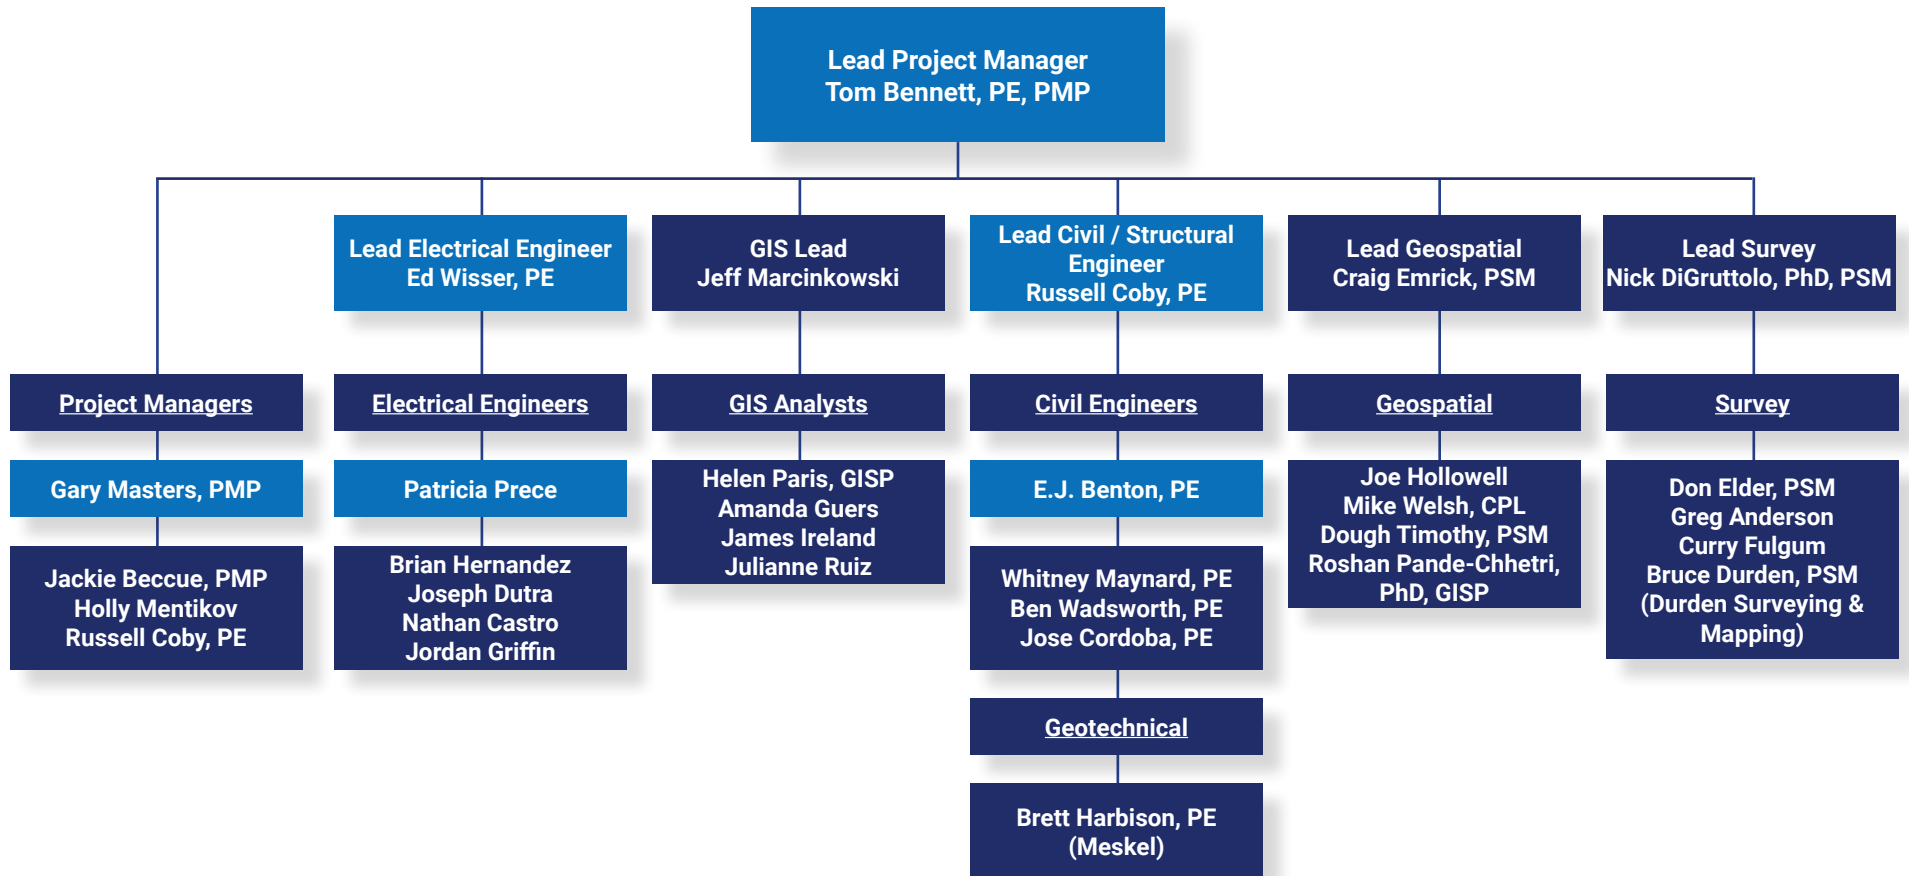 Lead Project Manager
Tom Bennett, PE, PMP
Lead Electrical Engineer
Ed Wisser, PE
GIS Lead
Jeff Marcinkowski
Lead Civil / Structural
Engineer
Russell Coby, PE
Lead Geospatial
Craig Emrick, PSM
Lead Survey
Nick DiGruttolo, PhD, PSM
Project Managers
Gary Masters, PMP
Jackie Beccue, PMP
Holly Mentikov
Russell Coby, PE
Electrical Engineers
Patricia Prece
Brian Hernandez
Joseph Dutra
Nathan Castro
Jordan Griffin
GIS Analysts
Helen Paris, GISP
Amanda Guers
James Ireland
Julianne Ruiz
Civil Engineers
E.J. Benton, PE
Whitney Maynard, PE
Ben Wadsworth, PE
Jose Cordoba, PE
Geotechnical
Brett Harbison, PE
(Meskel)
Geospatial
Joe Hollowell
Mike Welsh, CPL
Dough Timothy, PSM
Roshan Pande-Chhetri,
PhD, GISP
Survey
Don Elder, PSM
Greg Anderson
Curry Fulgum
Bruce Durden, PSM
(Durden Surveying &
Mapping)